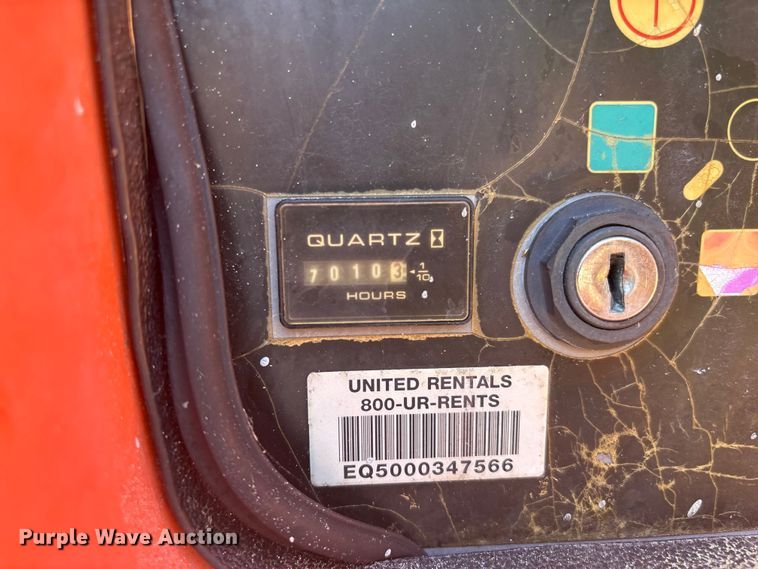 QUARTZ
70103 1/10
HOURS
UNITED RENTALS
800-UR-RENTS
EQ5000347566
Purple Wave Auction